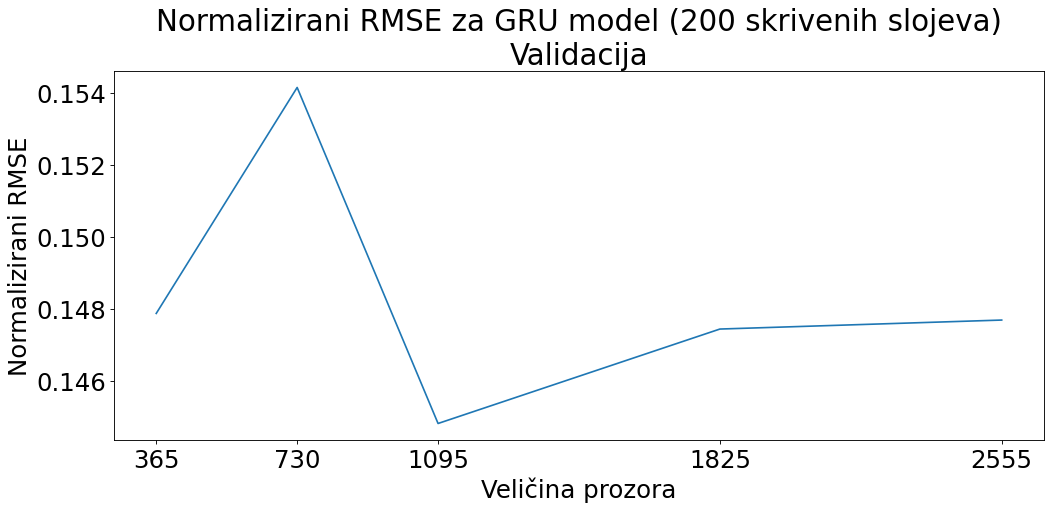 Normalizirani RMSE za GRU model (200 skrivenih slojeva)
Validacija
Normalizirani RMSE
0.154
0.152
0.150
0.148
0.146
365 730 1095 1825 2555
Veličina prozora